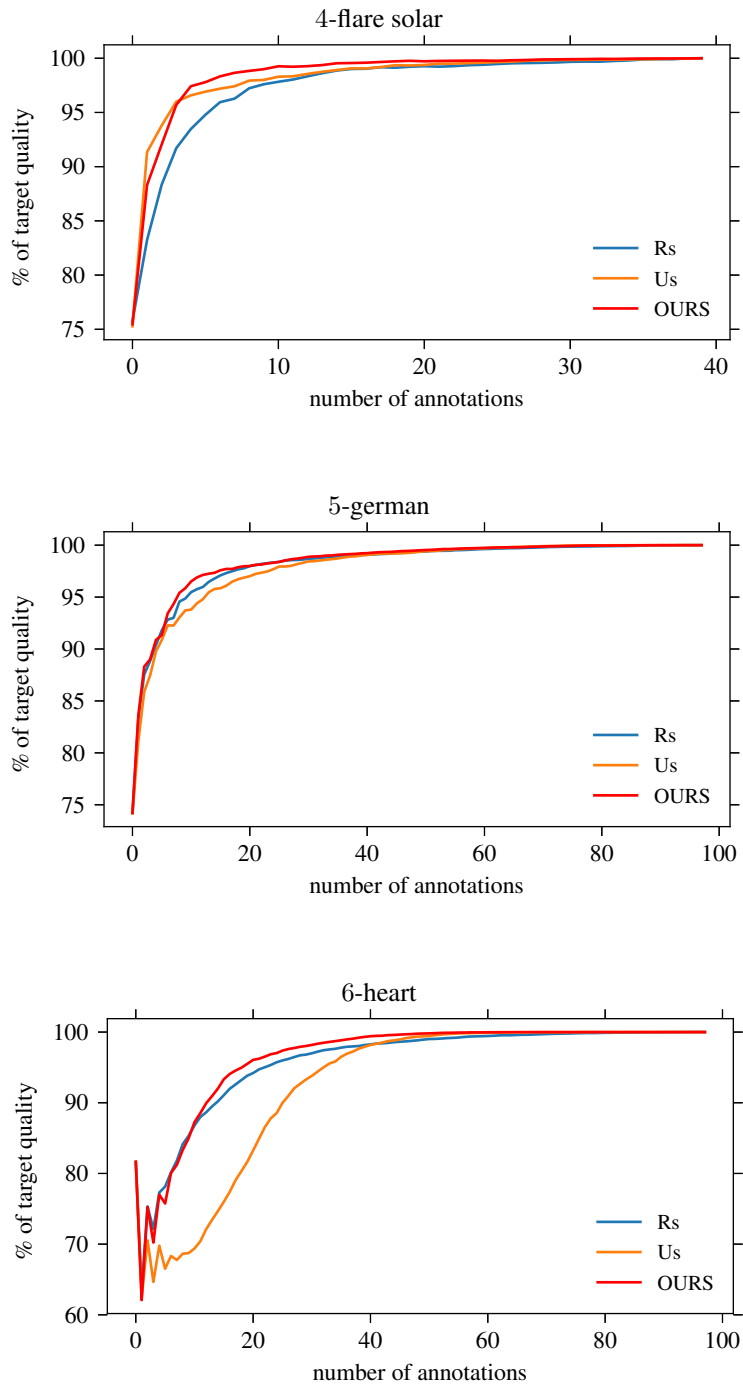 4-flare solar
100
95
90
85
80
75
% of target quality
Rs
Us
OURS
0 10 20 30 40
number of annotations
5-german
100
95
90
85
80
75
% of target quality
Rs
Us
OURS
0 20 40 60 80 100
number of annotations
6-heart
100
90
80
70
60
% of target quality
Rs
Us
OURS
0 20 40 60 80 100
number of annotations